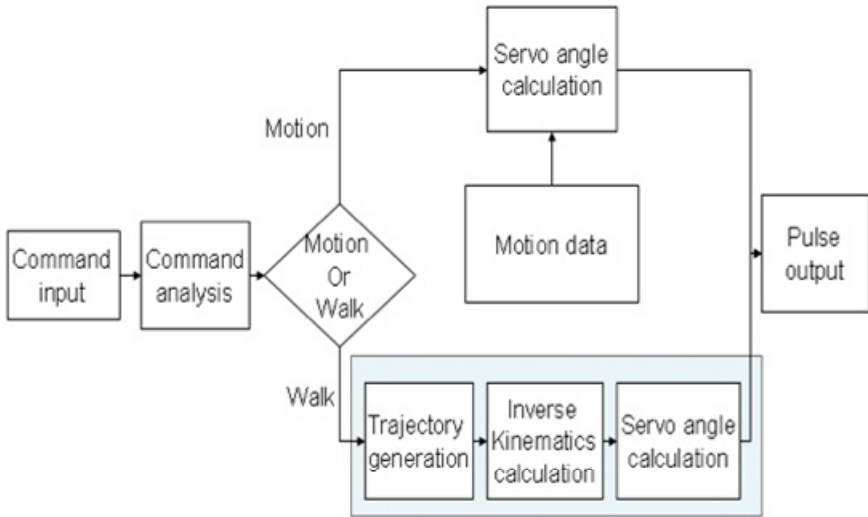 Servo angle
calculation
Motion
Motion data
Command
input
Command
analysis
Motion
Or
Walk
Pulse
output
Walk
Trajectory
generation
Inverse
Kinematics
calculation
Servo angle
calculation